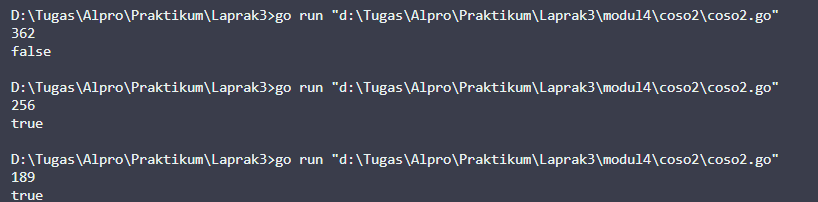 D:\Tugas\Alpro\Praktikum\Laprak3>go run "d:\Tugas\Alpro\Praktikum\Laprak3\modul4\coso2\coso2.go"
362
false
D:\Tugas\Alpro\Praktikum\Laprak3>go run "d:\Tugas\Alpro\Praktikum\Laprak3\modul4\coso2\coso2.go"
256
true
D:\Tugas\Alpro\Praktikum\Laprak3>go run "d:\Tugas\Alpro\Praktikum\Laprak3\modul4\coso2\coso2.go"
189
true